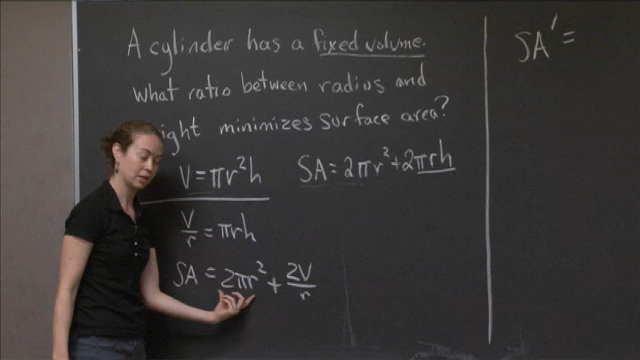 A cylinder has a fixed volume.
What ratio between radius and
ight minimizes surface area?
V = πr²h
SA = 2πr² + 2πrh
V/r = πrh
SA = 2πr² + 2V/r
SA' =